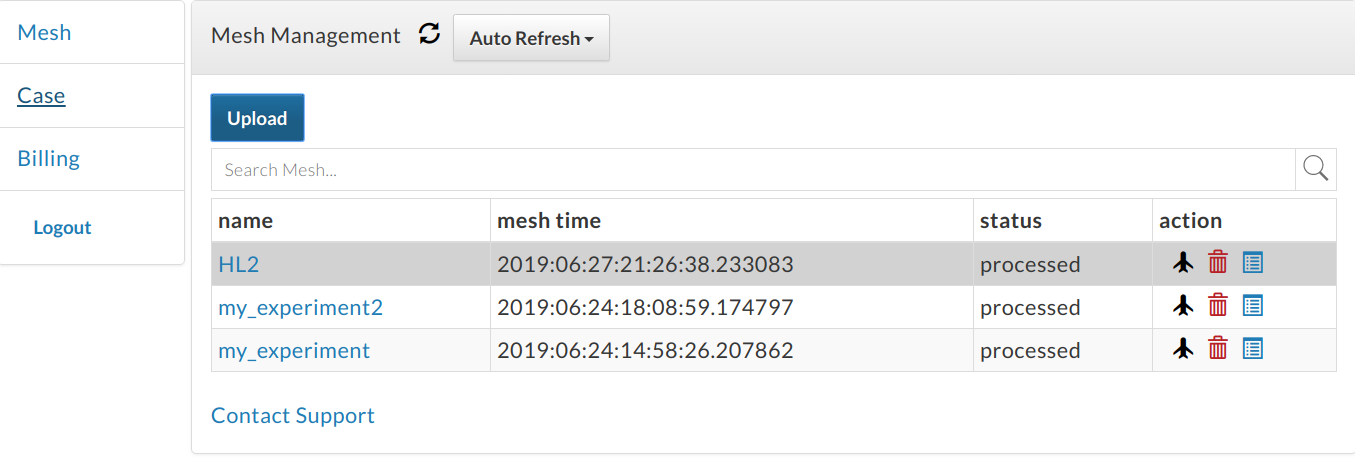 Mesh
Case
Billing
Logout
Mesh Management Auto Refresh
Upload
Search Mesh...
name mesh time status action
HL2 2019:06:27:21:26:38.233083 processed
my_experiment2 2019:06:24:18:08:59.174797 processed
my_experiment 2019:06:24:14:58:26.207862 processed
Contact Support